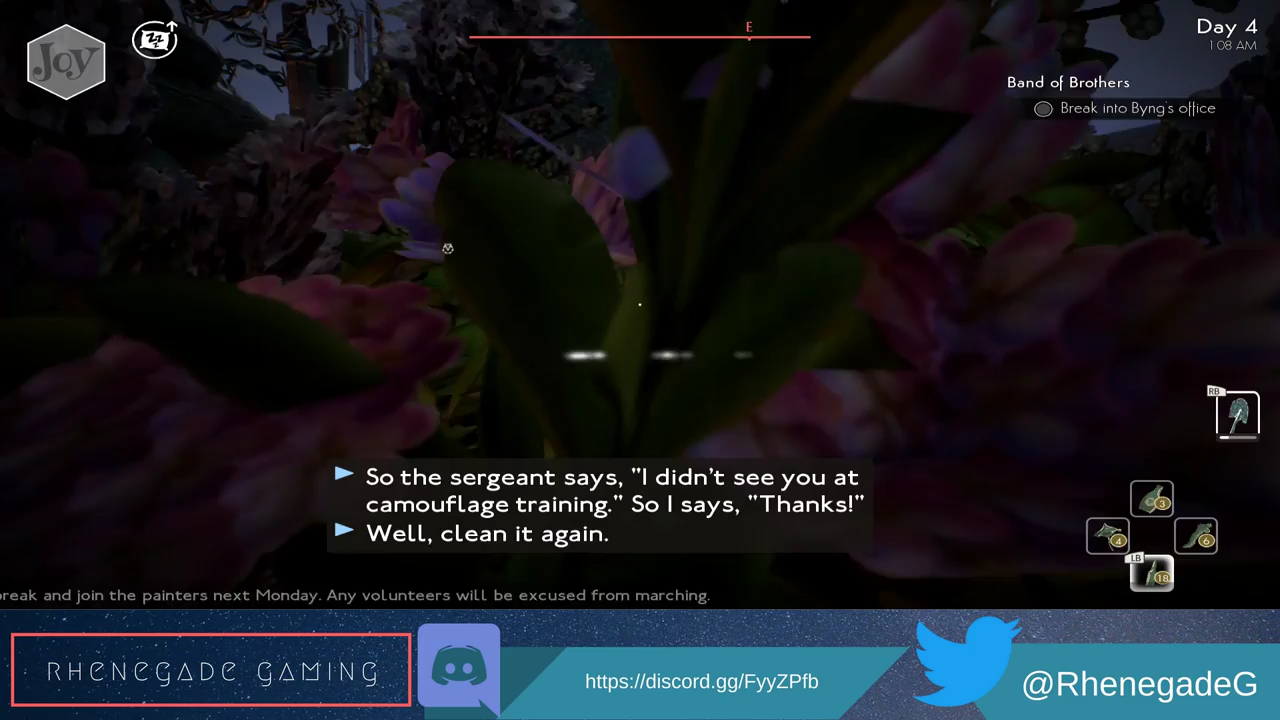 Joy
E
Day 4
1:08 AM
Band of Brothers
Break into Byng's office
RB
3
4
6
LB
18
So the sergeant says, "I didn't see you at
camouflage training." So I says, "Thanks!"
Well, clean it again.
break and join the painters next Monday. Any volunteers will be excused from marching.
RHENEGADE GAMING
https://discord.gg/FyyZPfb
@RhenegadeG